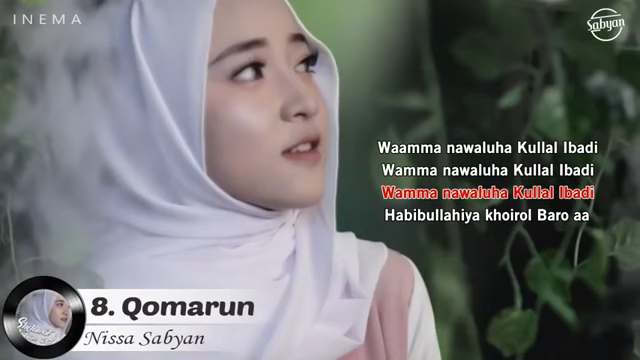 INEMA
Sabyan
Waamma nawaluha Kullal Ibadi
Wamma nawaluha Kullal Ibadi
Wamma nawaluha Kullal Ibadi
Habibullahiya khoirol Baro aa
8. Qomarun
Nissa Sabyan